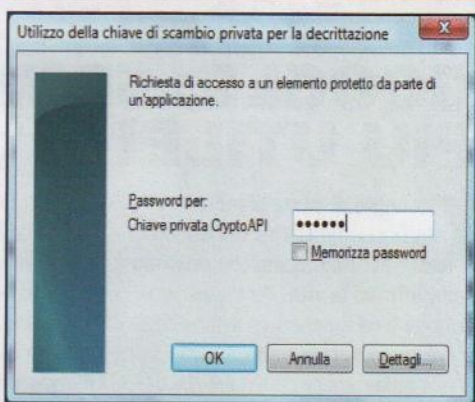 Utilizzo della chiave di scambio privata per la decrittazione
Richiesta di accesso a un elemento protetto da parte di
un'applicazione.
Password per:
Chiave privata CryptoAPI
••••••
Memorizza password
OK Annulla Dettagli...